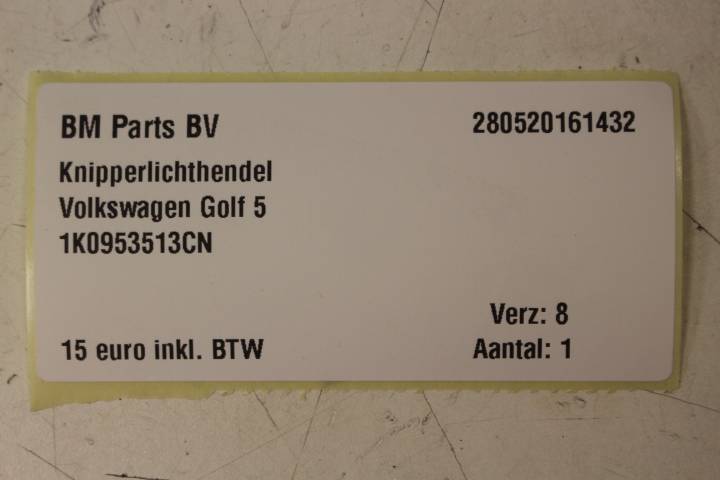 BM Parts BV 280520161432
Knipperlichthendel
Volkswagen Golf 5
1K0953513CN
Verz: 8
15 euro inkl. BTW Aantal: 1